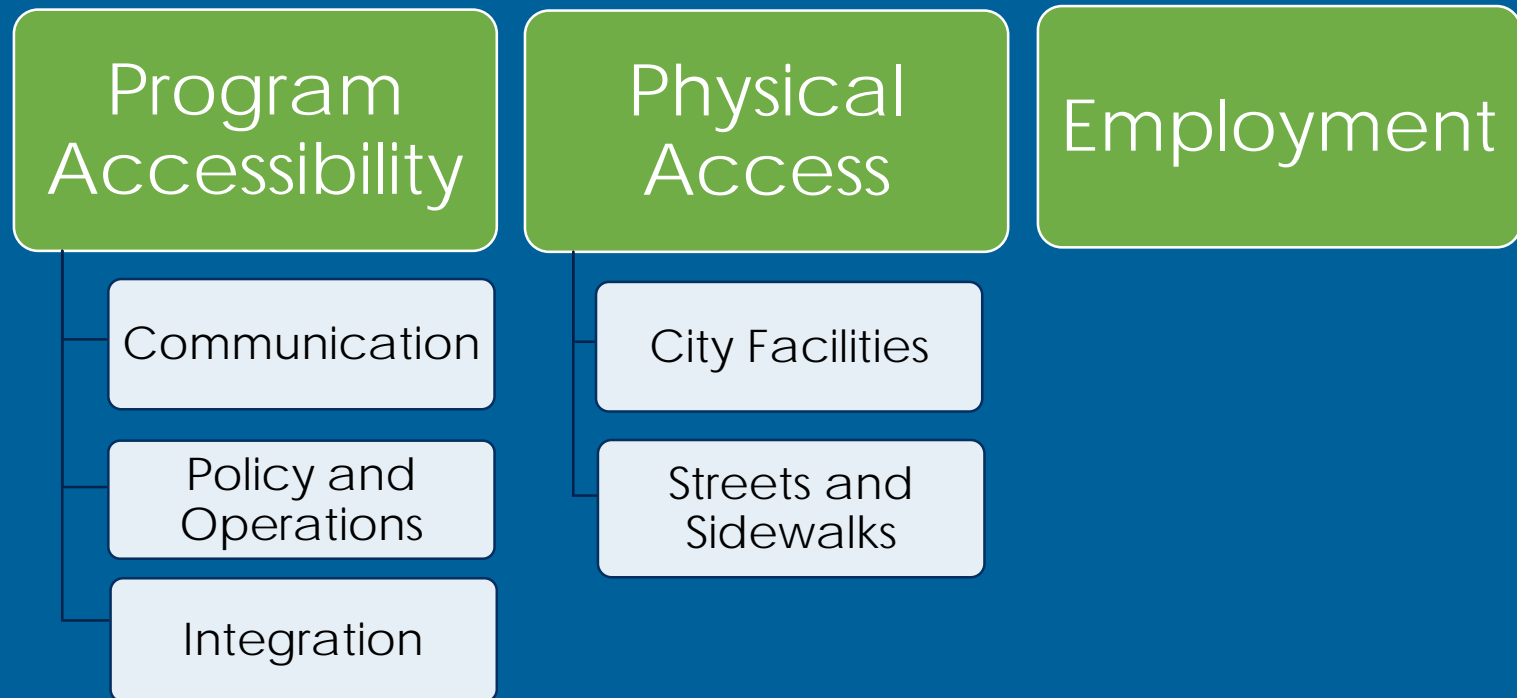 Program
Accessibility
Communication
Policy and
Operations
Integration
Physical
Access
City Facilities
Streets and
Sidewalks
Employment